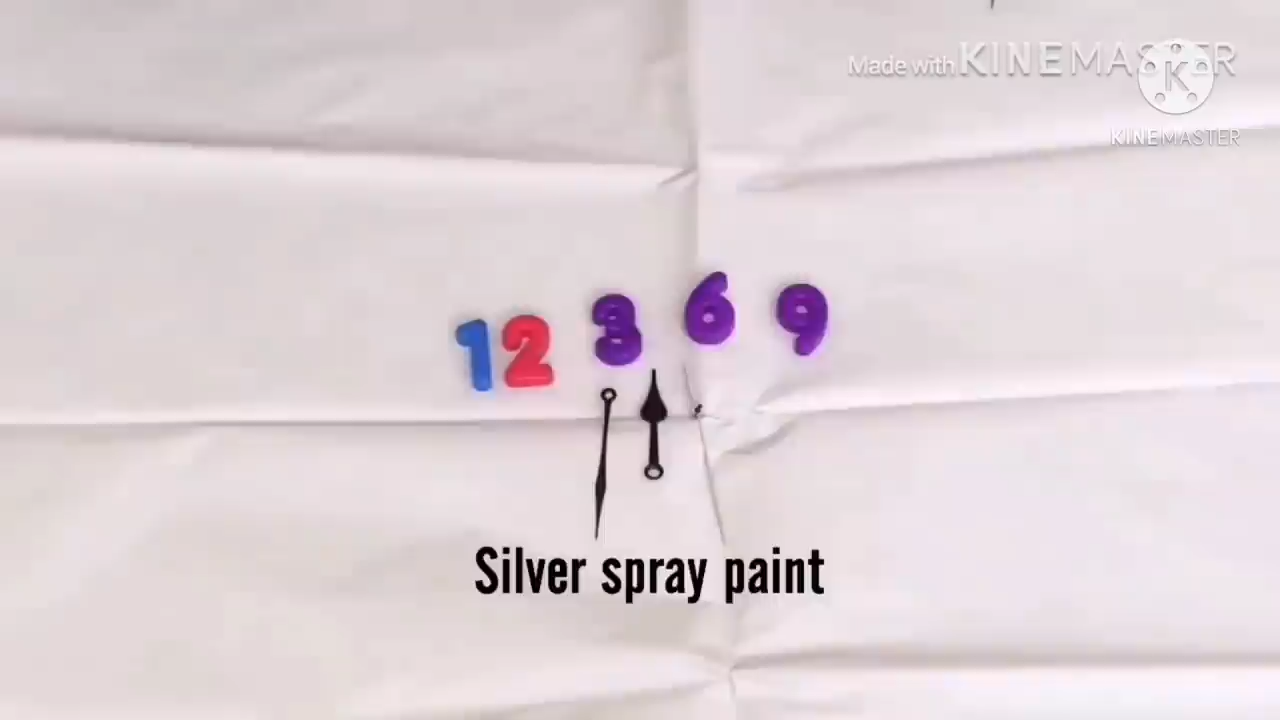 Made with KINEMASTER
K
KINEMASTER
12 3 6 9
Silver spray paint